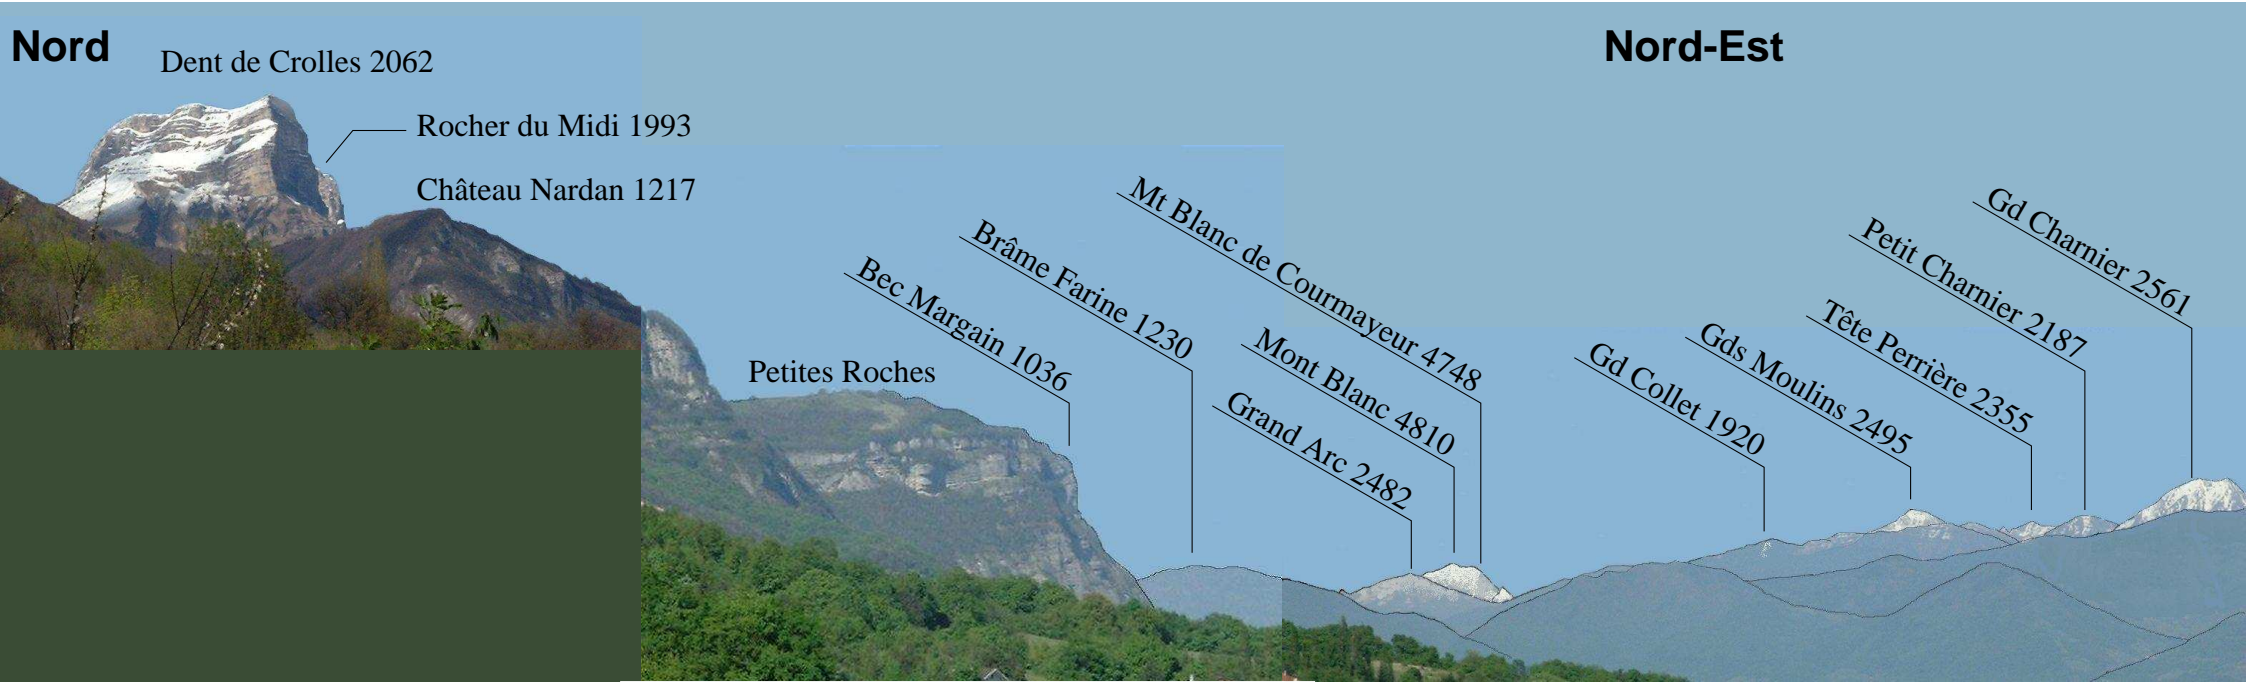 Nord
Nord-Est
Dent de Crolles 2062
Rocher du Midi 1993
Château Nardan 1217
Petites Roches
Bec Margain 1036
Brâme Farine 1230
Mt Blanc de Courmayeur 4748
Mont Blanc 4810
Grand Arc 2482
Gd Collet 1920
Gds Moulins 2495
Tête Perrière 2355
Petit Charnier 2187
Gd Charnier 2561